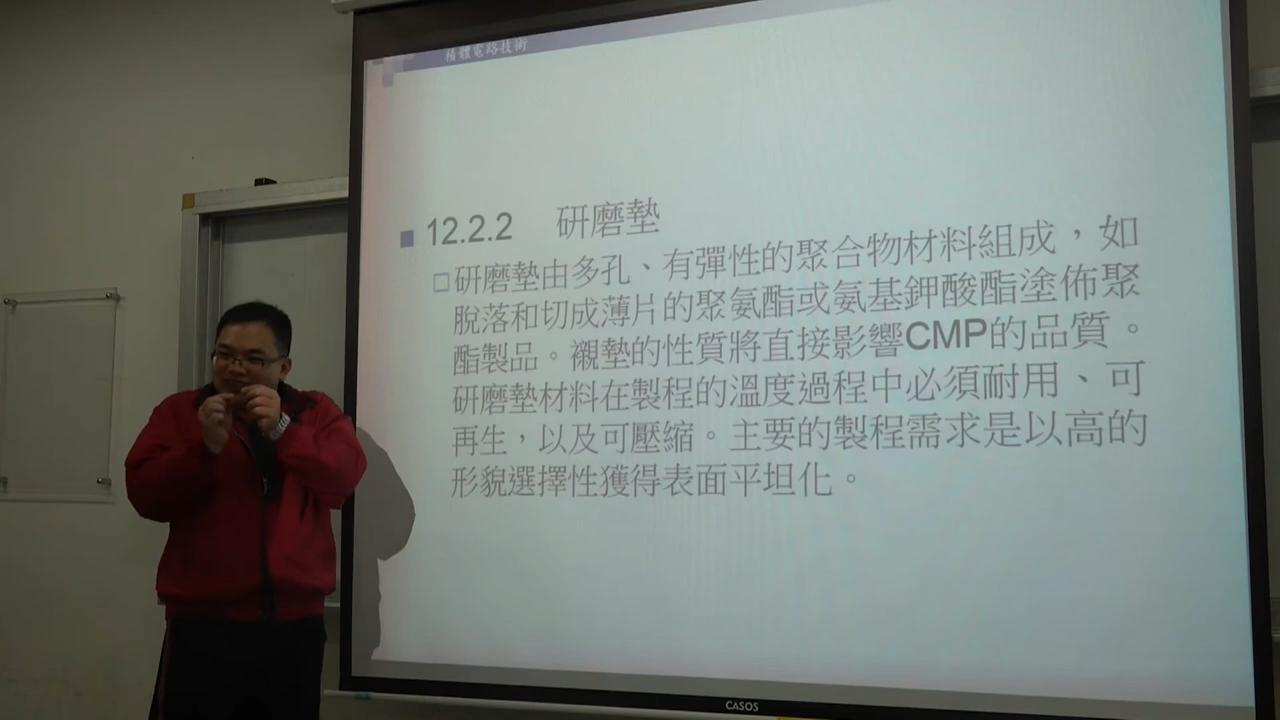 積體電路技術
12.2.2 研磨墊
研磨墊由多孔、有彈性的聚合物材料組成，如
脫落和切成薄片的聚氨酯或氨基鉀酸酯塗佈聚
酯製品。襯墊的性質將直接影響CMP的品質。
研磨墊材料在製程的溫度過程中必須耐用、可
再生，以及可壓縮。主要的製程需求是以高的
形貌選擇性獲得表面平坦化。
CASOS